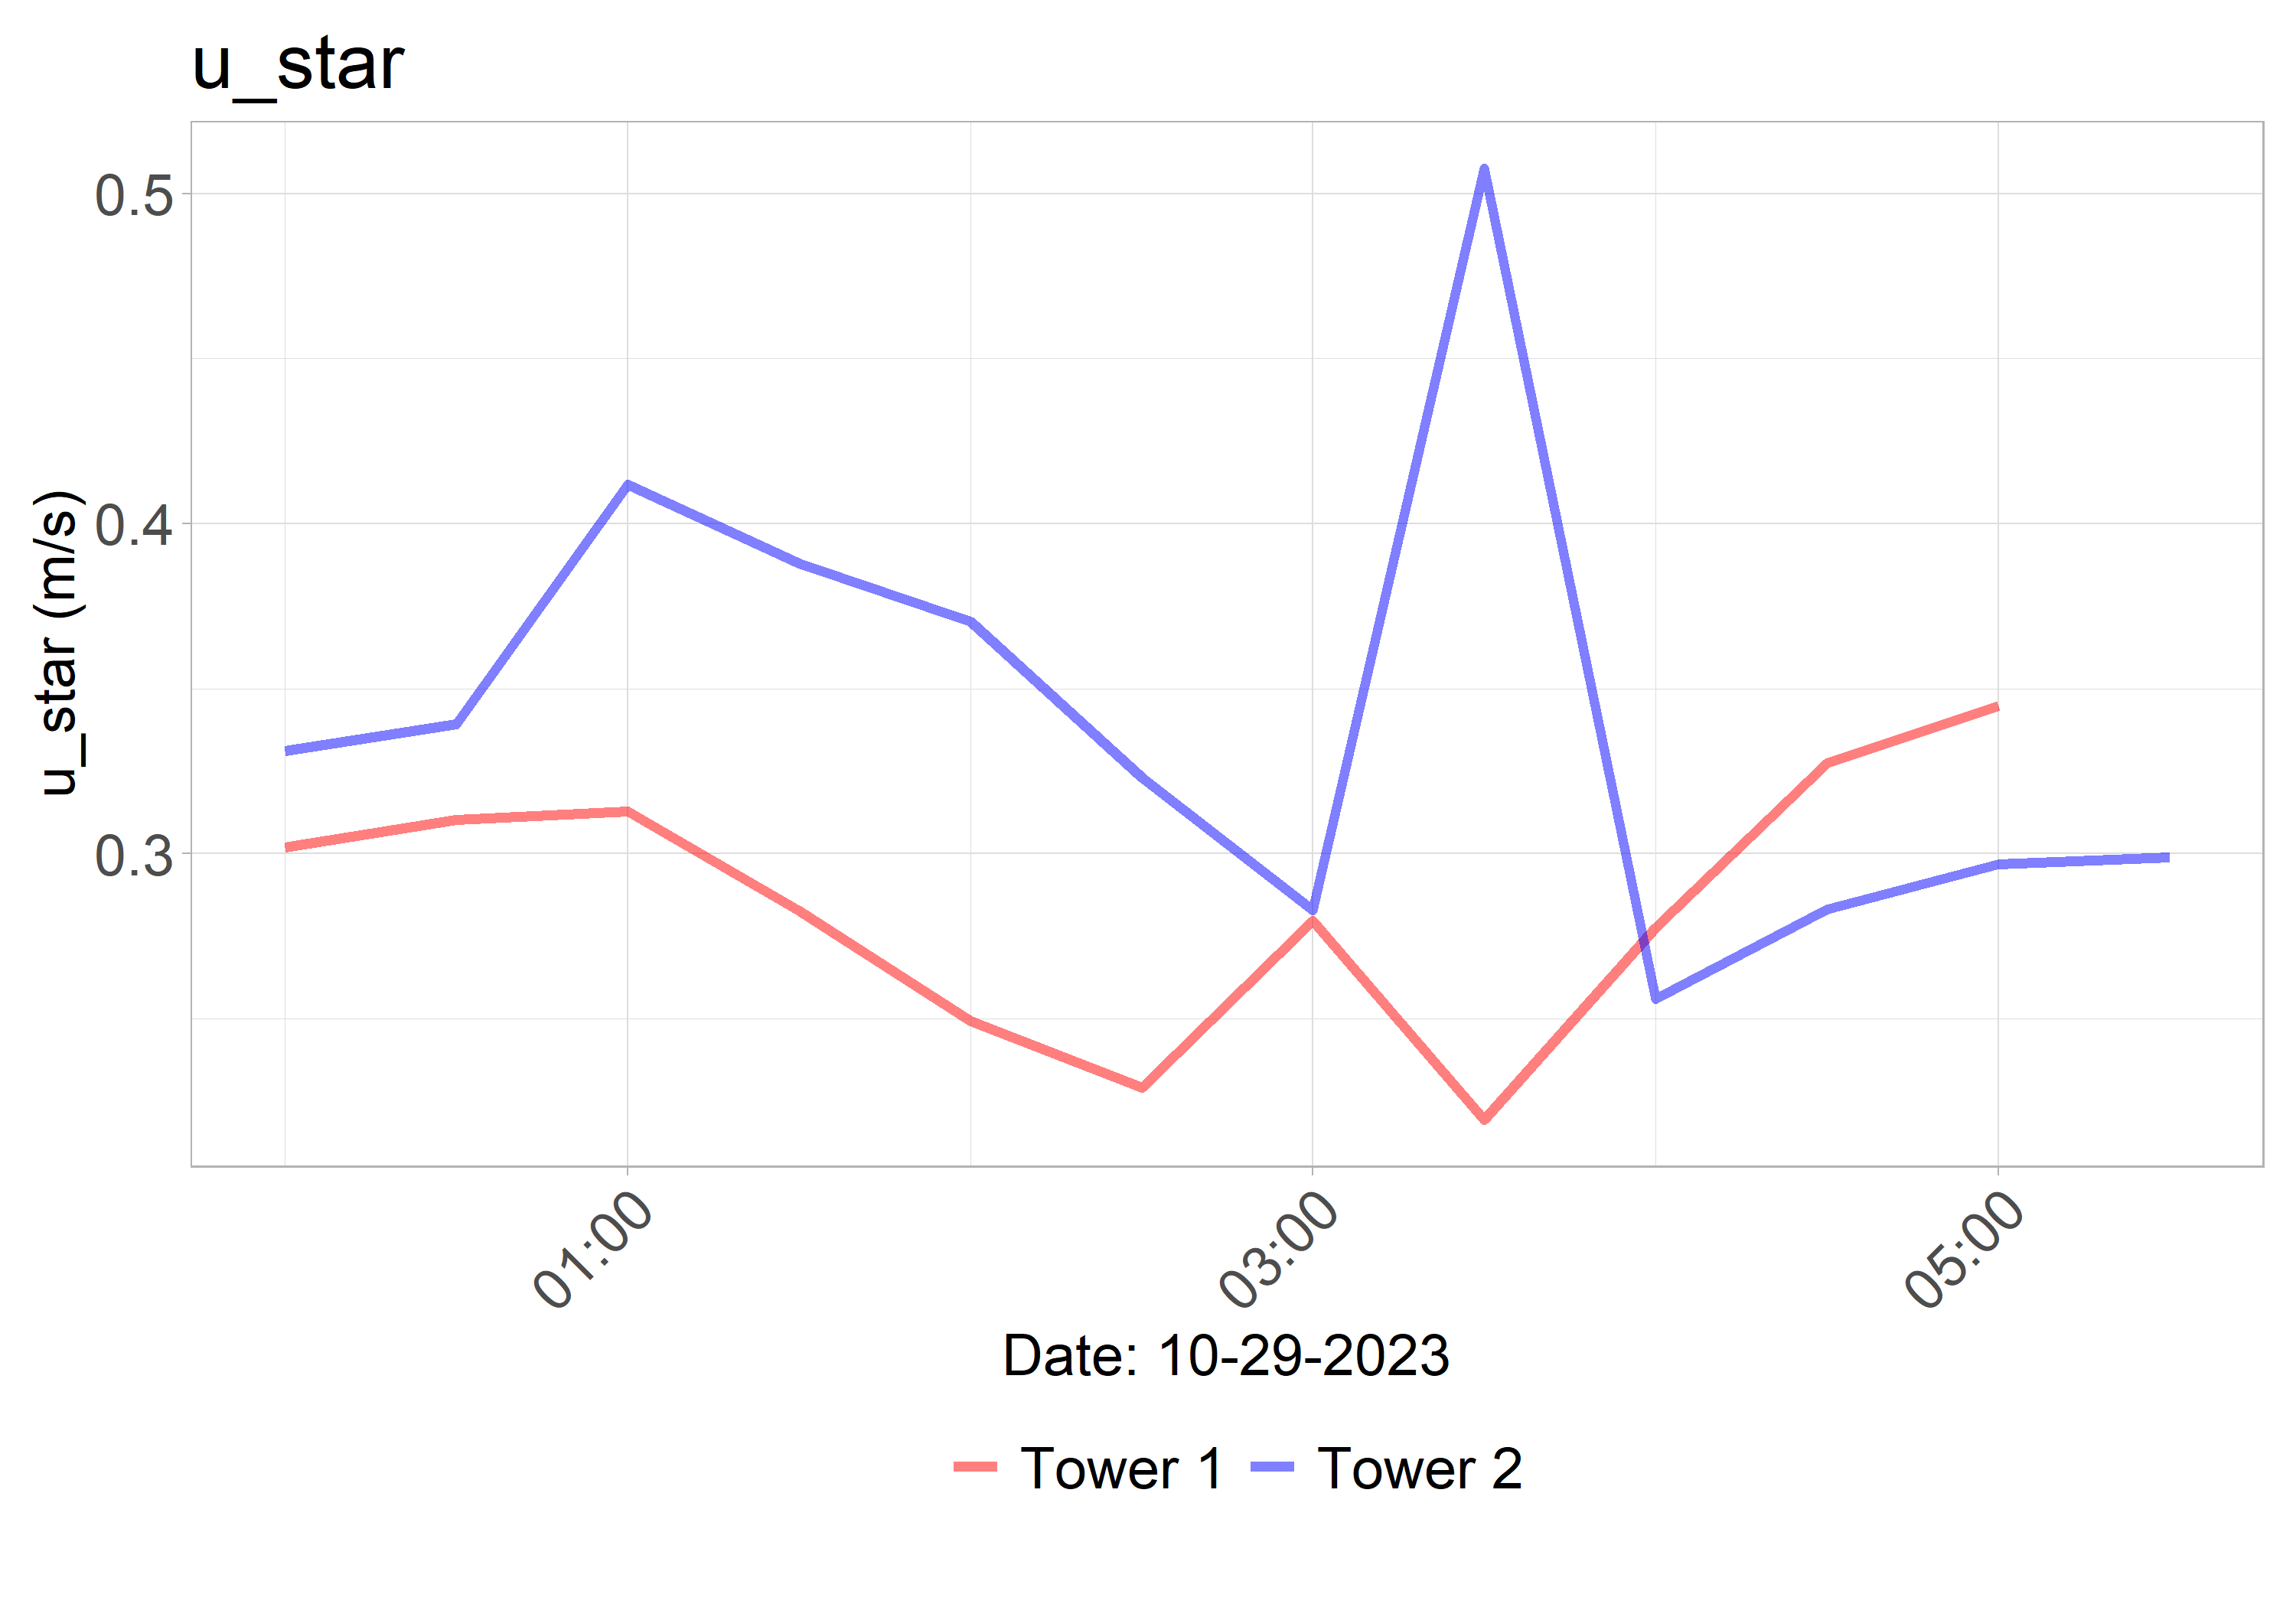 u_star
u_star (m/s)
0.5
0.4
0.3
01:00
03:00
05:00
Date: 10-29-2023
Tower 1
Tower 2